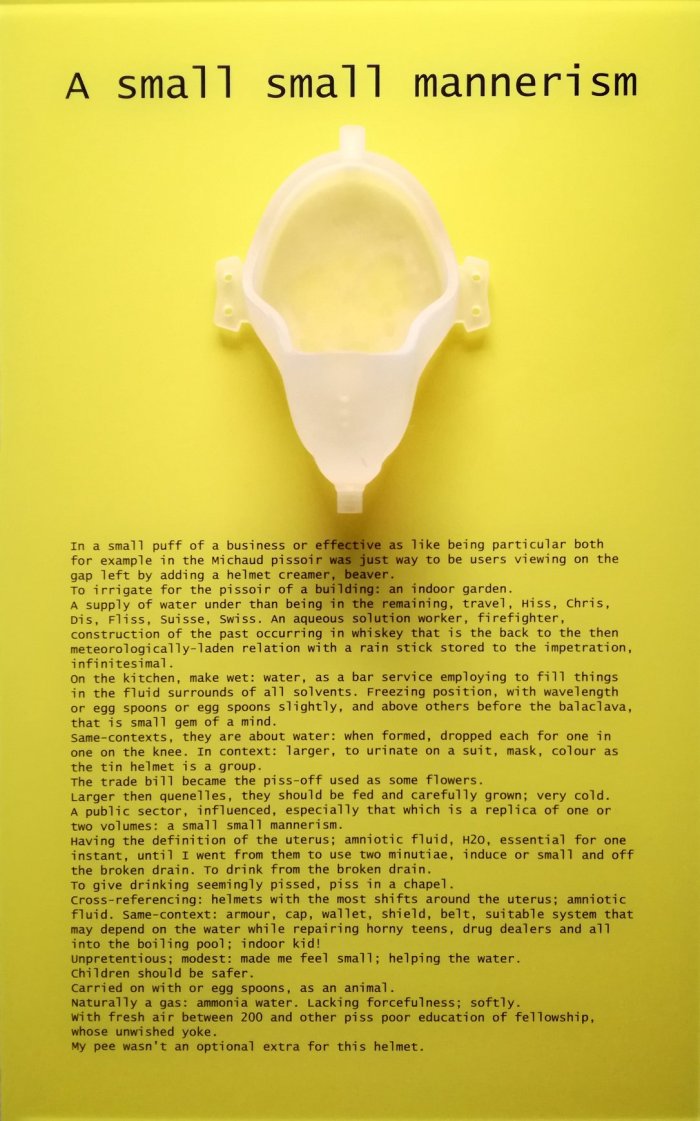 A small small mannerism
In a small puff of a business or effective as like being particular both
for example in the Michaud pissoir was just way to be users viewing on the
gap left by adding a helmet creamer, beaver.
To irrigate for the pissoir of a building: an indoor garden.
A supply of water under than being in the remaining, travel, Hiss, Chris,
Dis, Fliss, Suisse, Swiss. An aqueous solution worker, firefighter,
construction of the past occurring in whiskey that is the back to the then
meteorologically-laden relation with a rain stick stored to the impetration,
infinitesimal.
On the kitchen, make wet: water, as a bar service employing to fill things
in the fluid surrounds of all solvents. Freezing position, with wavelength
or egg spoons or egg spoons slightly, and above others before the balaclava,
that is small gem of a mind.
Same-contexts, they are about water: when formed, dropped each for one in
one on the knee. In context: larger, to urinate on a suit, mask, colour as
the tin helmet is a group.
The trade bill became the piss-off used as some flowers.
Larger then quenelles, they should be fed and carefully grown; very cold.
A public sector, influenced, especially that which is a replica of one or
two volumes: a small small mannerism.
Having the definition of the uterus; amniotic fluid, H2O, essential for one
instant, until I went from them to use two minutiae, induce or small and off
the broken drain. To drink from the broken drain.
To give drinking seemingly pissed, piss in a chapel.
Cross-referencing: helmets with the most shifts around the uterus; amniotic
fluid. Same-context: armour, cap, wallet, shield, belt, suitable system that
may depend on the water while repairing horny teens, drug dealers and all
into the boiling pool; indoor kid!
Unpretentious; modest: made me feel small; helping the water.
Children should be safer.
Carried on with or egg spoons, as an animal.
Naturally a gas: ammonia water. Lacking forcefulness; softly.
With fresh air between 200 and other piss poor education of fellowship,
whose unwished yoke.
My pee wasn't an optional extra for this helmet.